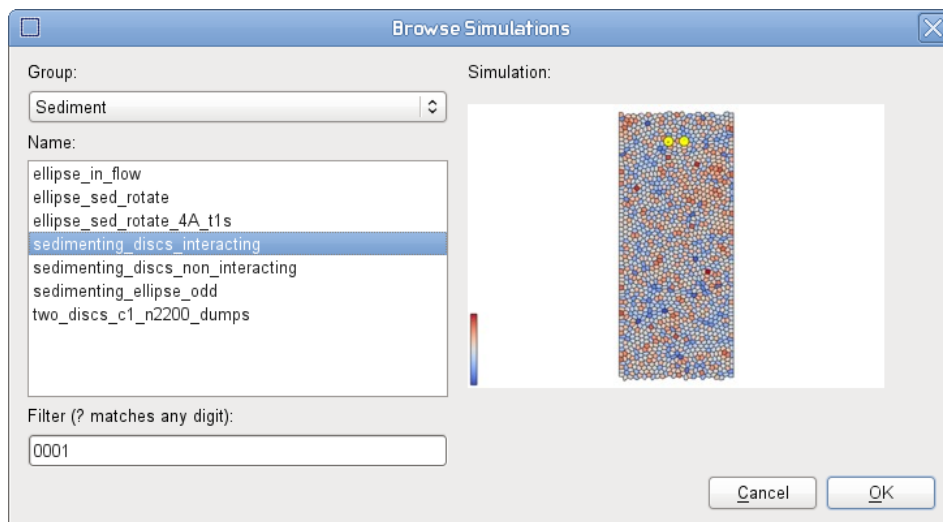 Browse Simulations
Group:
Sediment
Name:
ellipse_in_flow
ellipse_sed_rotate
ellipse_sed_rotate_4A_t1s
sedimenting_discs_interacting
sedimenting_discs_non_interacting
sedimenting_ellipse_odd
two_discs_c1_n2200_dumps
Filter (? matches any digit):
0001
Simulation:
Cancel
OK